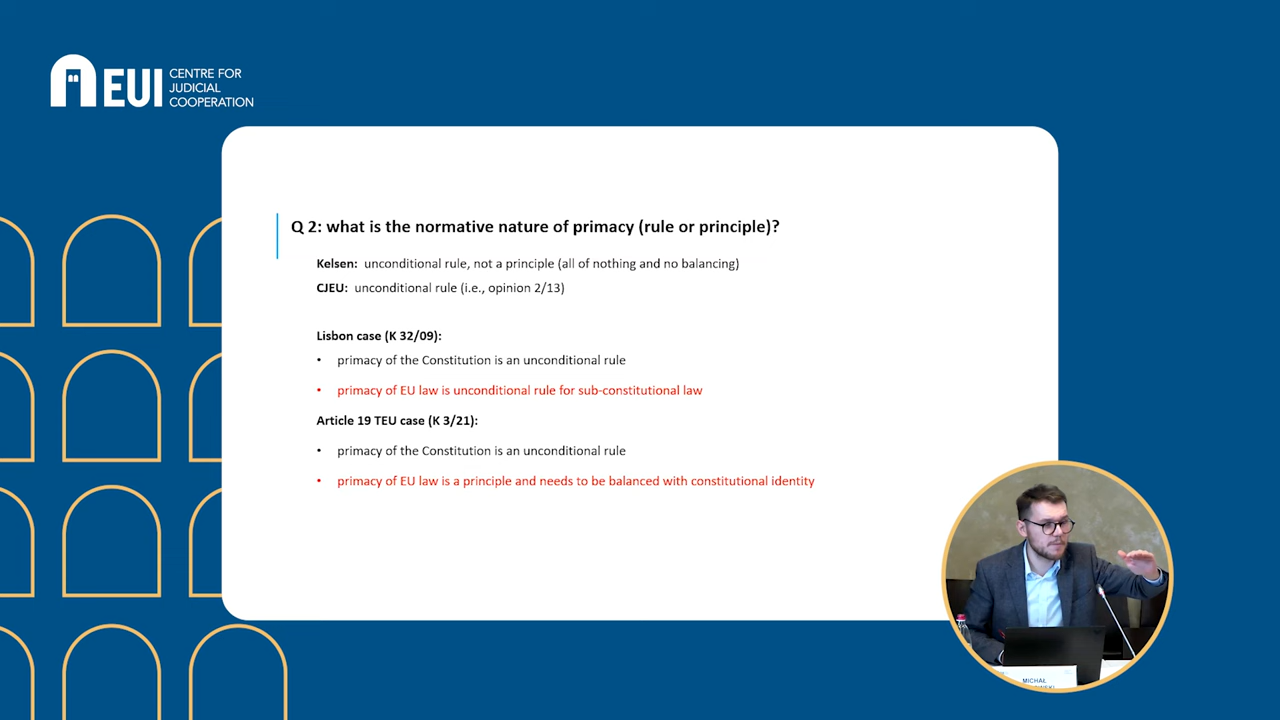 EUI
CENTRE FOR
JUDICIAL
COOPERATION
Q 2: what is the normative nature of primacy (rule or principle)?
Kelsen: unconditional rule, not a principle (all of nothing and no balancing)
CJEU: unconditional rule (i.e., opinion 2/13)
Lisbon case (K 32/09):
• primacy of the Constitution is an unconditional rule
• primacy of EU law is unconditional rule for sub-constitutional law
Article 19 TEU case (K 3/21):
• primacy of the Constitution is an unconditional rule
• primacy of EU law is a principle and needs to be balanced with constitutional identity
MICHAŁ